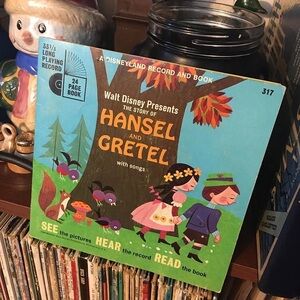 33⅓
LONG
PLAYING
RECORD
24
PAGE
BOOK
A DISNEYLAND RECORD AND BOOK
317
Walt Disney Presents
THE STORY OF
HANSEL
AND
GRETEL
with songs
SEE the pictures HEAR the record READ the book